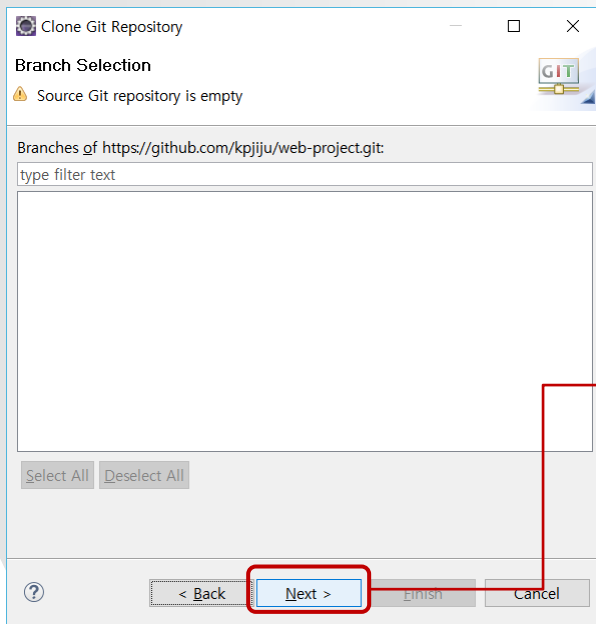 Clone Git Repository
Branch Selection
GIT
Source Git repository is empty
Branches of https://github.com/kpjiju/web-project.git:
type filter text
Select All Deselect All
? < Back Next > Finish Cancel